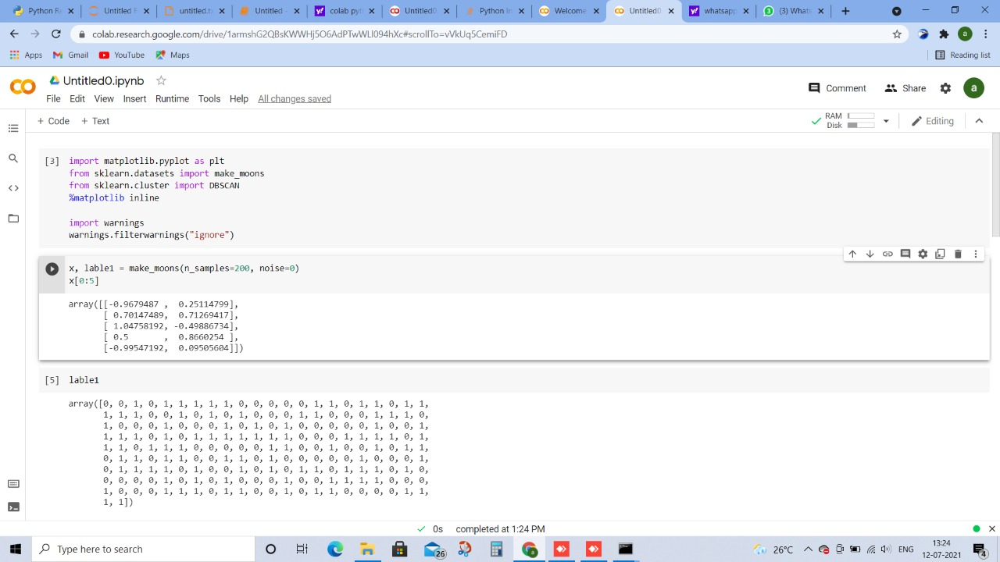 Python Re
Untitled F
untitled.tx
Untitled -
colab pyt
Untitled0
Python In
Welcome
Untitled0.
whatsapp
(3) Whats
colab.research.google.com/drive/1armshG2QBsKWWHj5O6AdPTwWLl094hXc#scrollTo=vVkUq5CemiFD
a
Apps Gmail YouTube Maps Reading list
Untitled0.ipynb
Comment Share a
File Edit View Insert Runtime Tools Help All changes saved
+ Code + Text RAM Disk Editing
[3] import matplotlib.pyplot as plt
from sklearn.datasets import make_moons
from sklearn.cluster import DBSCAN
%matplotlib inline
import warnings
warnings.filterwarnings("ignore")
x, lable1 = make_moons(n_samples=200, noise=0)
x[0:5]
array([[-0.9679487 ,  0.25114799],
[ 0.70147489,  0.71269417],
[ 1.04758192, -0.49886734],
[ 0.5       ,  0.8660254 ],
[-0.99547192,  0.09505604]])
[5] lable1
array([0, 0, 1, 0, 1, 1, 1, 1, 1, 0, 0, 0, 0, 0, 1, 1, 0, 1, 1, 0, 1, 1,
1, 1, 1, 0, 0, 1, 0, 1, 0, 1, 0, 0, 0, 1, 1, 0, 0, 0, 1, 1, 1, 0,
1, 0, 0, 0, 1, 0, 0, 0, 1, 0, 1, 0, 1, 0, 0, 0, 0, 0, 1, 0, 0, 1,
1, 1, 1, 0, 1, 0, 1, 1, 1, 1, 1, 1, 1, 0, 0, 0, 1, 1, 1, 1, 0, 1,
1, 1, 0, 1, 1, 1, 0, 0, 0, 0, 0, 1, 1, 0, 0, 1, 0, 0, 1, 0, 1, 1,
0, 1, 1, 0, 1, 1, 0, 0, 1, 1, 0, 1, 0, 0, 0, 0, 0, 1, 0, 0, 0, 1,
0, 1, 1, 1, 1, 0, 1, 0, 0, 1, 0, 1, 0, 1, 1, 0, 1, 1, 1, 0, 1, 0,
0, 0, 0, 0, 1, 0, 1, 0, 1, 0, 0, 0, 1, 0, 0, 1, 1, 1, 1, 0, 0, 0,
1, 0, 0, 0, 1, 1, 1, 0, 1, 1, 0, 0, 1, 0, 1, 1, 0, 0, 0, 0, 1, 1,
1, 1])
0s completed at 1:24 PM
Type here to search
26
26°C
ENG
13:24
12-07-2021
4